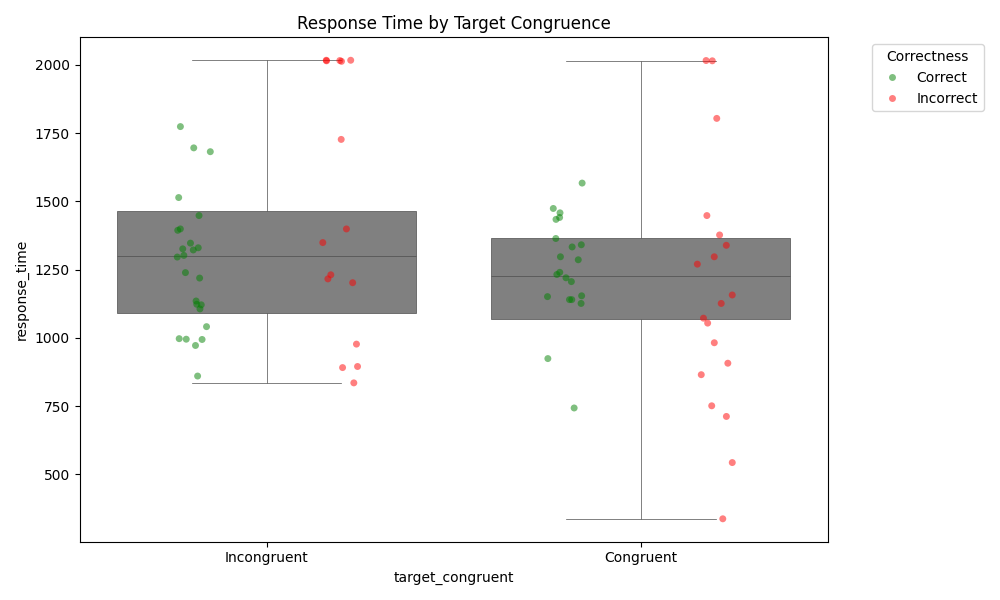 Response Time by Target Congruence
Correctness
Correct
Incorrect
response_time
2000
1750
1500
1250
1000
750
500
Incongruent
Congruent
target_congruent